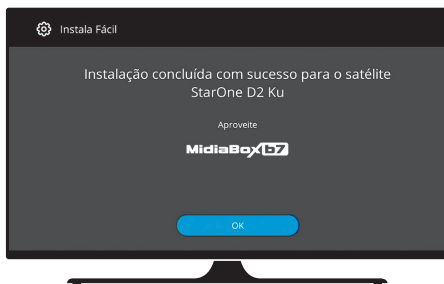 Instala Fácil
Instalação concluída com sucesso para o satélite
StarOne D2 Ku
Aproveite
MidiaBox b7
OK